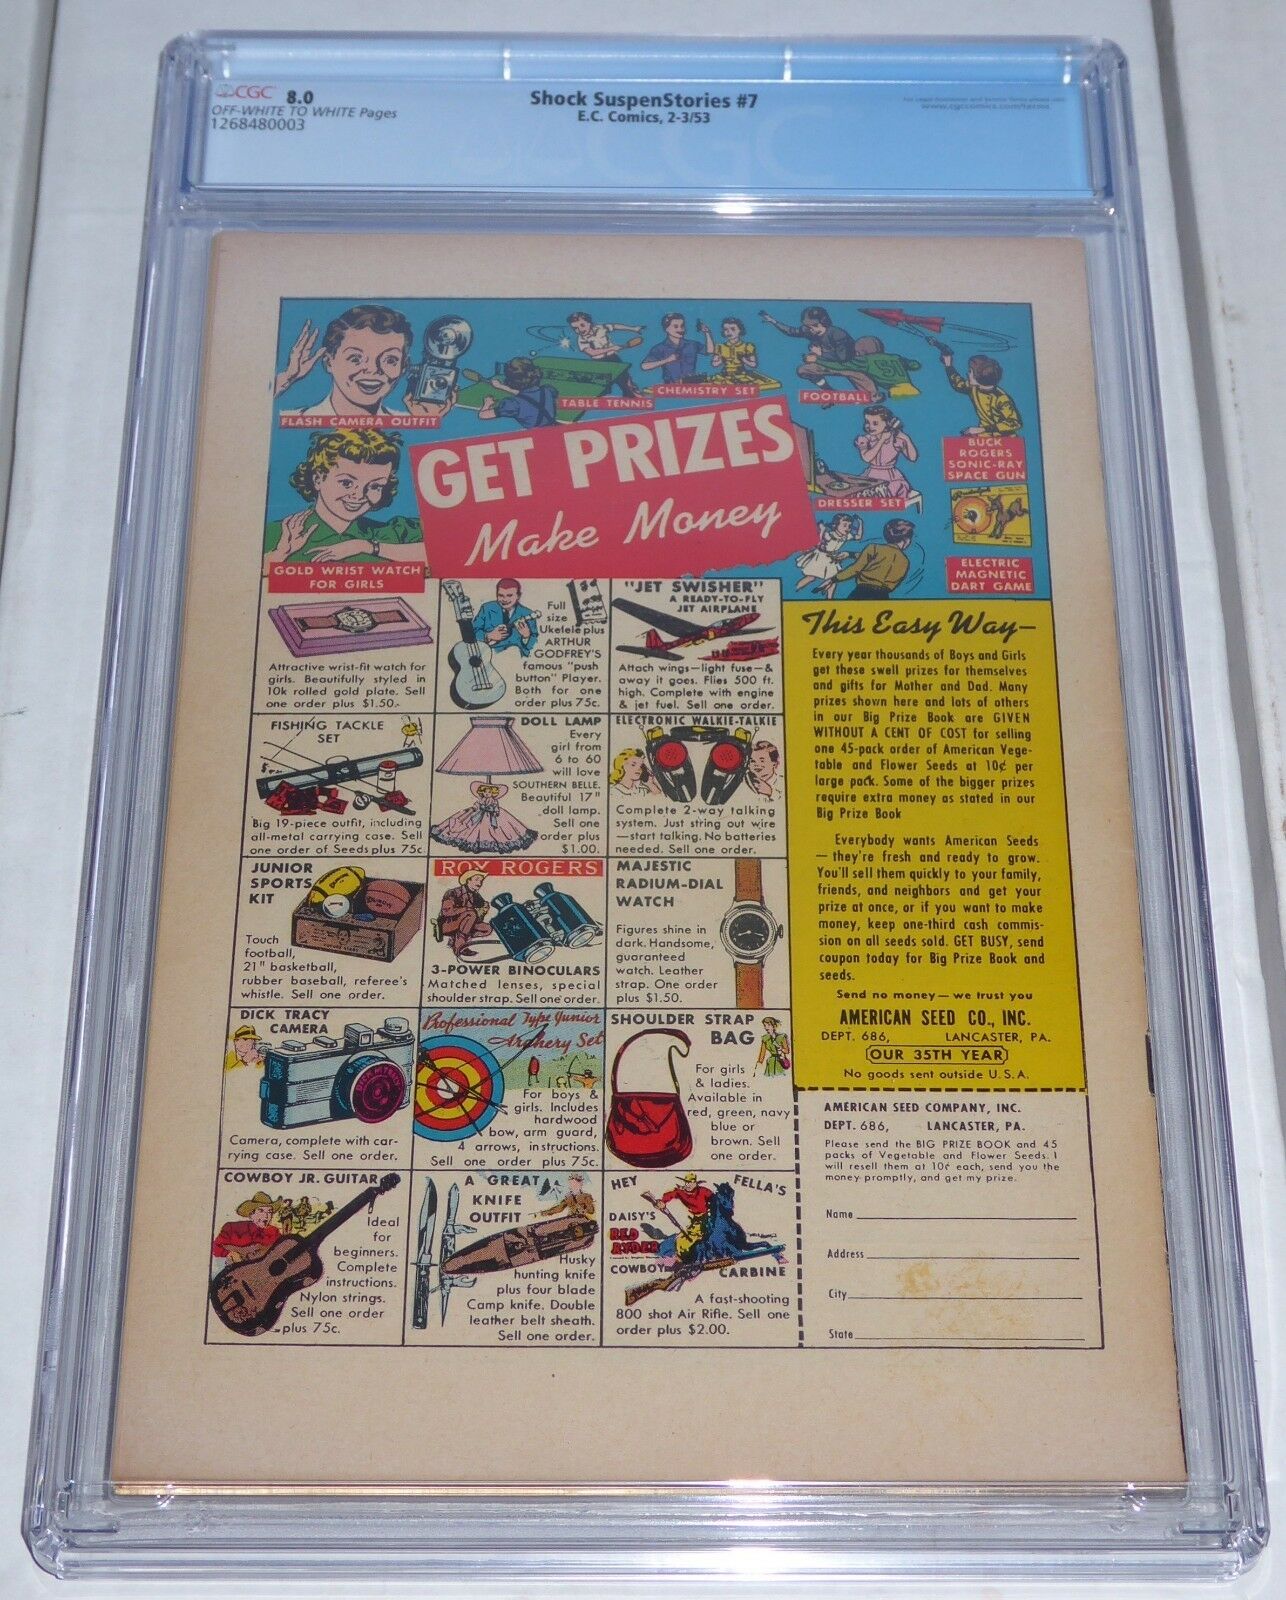 CGC 8.0
OFF-WHITE TO WHITE Pages
1268480003
Shock SuspenStories #7
E.C. Comics, 2-3/53
www.cgccomics.com/terms
FLASH CAMERA OUTFIT
TABLE TENNIS
CHEMISTRY SET
FOOTBALL
BUCK
ROGERS
SONIC-RAY
SPACE GUN
GET PRIZES
Make Money
DRESSER SET
GOLD WRIST WATCH
FOR GIRLS
ELECTRIC
MAGNETIC
DART GAME
Attractive wrist-fit watch for
girls. Beautifully styled in
10k rolled gold plate. Sell
one order plus $1.50.
Full
size
Ukelele plus
ARTHUR
GODFREY'S
famous "push
button" Player.
Both for one
order plus 75c.
"JET SWISHER"
A READY-TO-FLY
JET AIRPLANE
Attach wings—light fuse—&
away it goes. Flies 500 ft.
high. Complete with engine
& jet fuel. Sell one order.
FISHING TACKLE
SET
Big 19-piece outfit, including
all-metal carrying case. Sell
one order of Seeds plus 75c
DOLL LAMP
Every
girl from
6 to 60
will love
SOUTHERN BELLE.
Beautiful 17"
doll lamp.
Sell one
order plus
$1.00.
ELECTRONIC WALKIE-TALKIE
Complete 2-way talking
system. Just string out wire
—start talking. No batteries
needed. Sell one order.
JUNIOR
SPORTS
KIT
Touch
football,
21" basketball,
rubber baseball, referee's
whistle. Sell one order.
ROY ROGERS
3-POWER BINOCULARS
Matched lenses, special
shoulder strap. Sell one order.
MAJESTIC
RADIUM-DIAL
WATCH
Figures shine in
dark. Handsome,
guaranteed
watch. Leather
strap. One order
plus $1.50.
DICK TRACY
CAMERA
Camera, complete with car-
rying case. Sell one order.
Professional Type Junior
Archery Set
For boys &
girls. Includes
hardwood
bow, arm guard,
4 arrows, instructions.
Sell one order plus 75c.
SHOULDER STRAP
BAG
For girls
& ladies.
Available in
red, green, navy
blue or
brown. Sell
one order.
COWBOY JR. GUITAR
Ideal
for
beginners.
Complete
instructions.
Nylon strings.
Sell one order
plus 75c.
A GREAT
KNIFE
OUTFIT
Husky
hunting knife
plus four blade
Camp knife. Double
leather belt sheath.
Sell one order.
HEY FELLA'S
DAISY'S
RED
RYDER
COWBOY CARBINE
A fast-shooting
800 shot Air Rifle. Sell one
order plus $2.00.
This Easy Way—
Every year thousands of Boys and Girls
get these swell prizes for themselves
and gifts for Mother and Dad. Many
prizes shown here and lots of others
in our Big Prize Book are GIVEN
WITHOUT A CENT OF COST for selling
one 45-pack order of American Vege-
table and Flower Seeds at 10¢ per
large pack. Some of the bigger prizes
require extra money as stated in our
Big Prize Book
Everybody wants American Seeds
— they're fresh and ready to grow.
You'll sell them quickly to your family,
friends, and neighbors and get your
prize at once, or if you want to make
money, keep one-third cash commis-
sion on all seeds sold. GET BUSY, send
coupon today for Big Prize Book and
seeds.
Send no money — we trust you
AMERICAN SEED CO., INC.
DEPT. 686, LANCASTER, PA.
OUR 35TH YEAR
No goods sent outside U.S.A.
AMERICAN SEED COMPANY, INC.
DEPT. 686, LANCASTER, PA.
Please send the BIG PRIZE BOOK and 45
packs of Vegetable and Flower Seeds. I
will resell them at 10¢ each, send you the
money promptly, and get my prize.
Name
Address
City
State